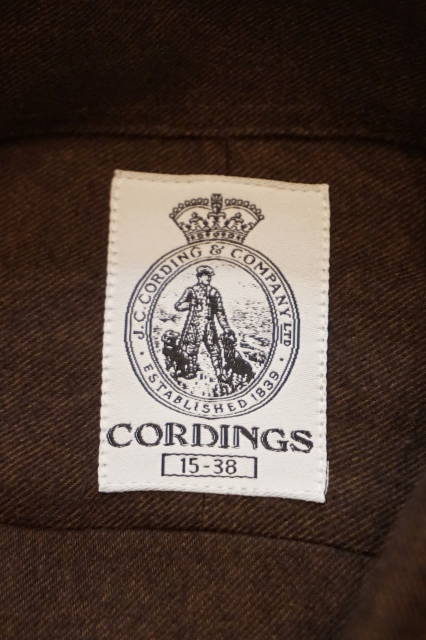 J.C. CORDING & COMPANY LTD
· ESTABLISHED 1839 ·
CORDINGS
15-38